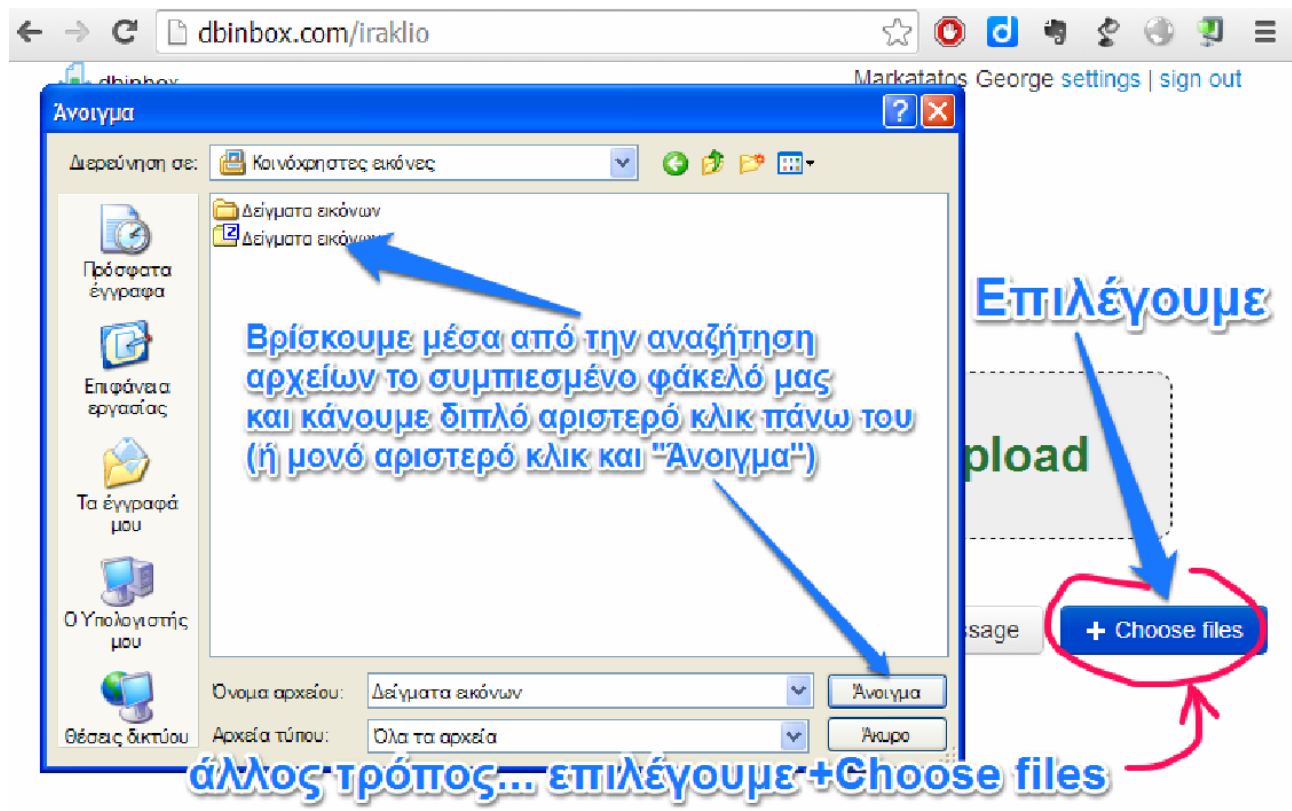 dbinbox.com/iraklio
dbinbox
Markatatos George settings | sign out
Άνοιγμα
Διερεύνηση σε:
Κοινόχρηστες εικόνες
Δείγματα εικόνων
Δείγματα εικόνων
Πρόσφατα
έγγραφα
Επιφάνεια
εργασίας
Τα έγγραφά
μου
Ο Υπολογιστής
μου
Θέσεις δικτύου
Βρίσκουμε μέσα από την αναζήτηση
αρχείων το συμπιεσμένο φάκελό μας
και κάνουμε διπλό αριστερό κλικ πάνω του
(ή μονό αριστερό κλικ και "Άνοιγμα")
Επιλέγουμε
pload
ssage
+ Choose files
Όνομα αρχείου:
Δείγματα εικόνων
Άνοιγμα
Αρχεία τύπου:
Όλα τα αρχεία
Άκυρο
άλλος τρόπος... επιλέγουμε +Choose files